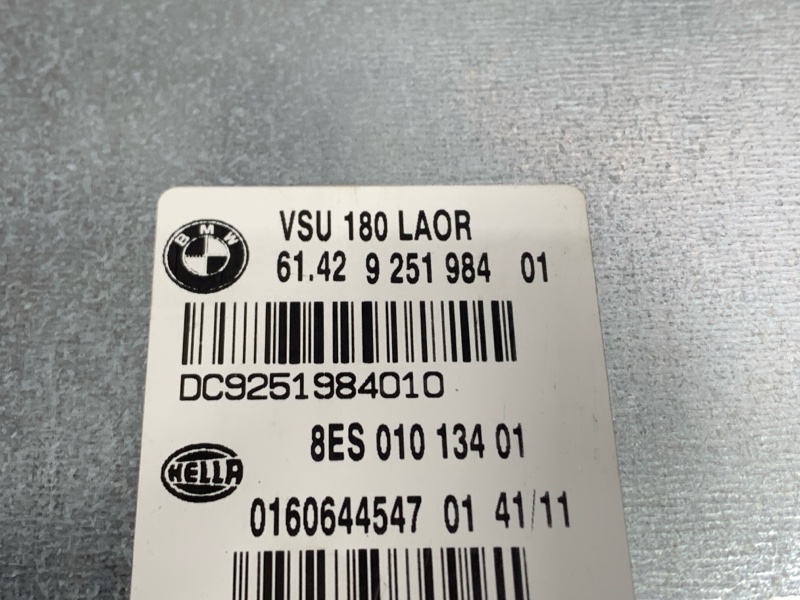 BMW
VSU 180 LAOR
61.42 9 251 984 01
DC9251984010
HELLA
8ES 010 134 01
0160644547 01 41/11